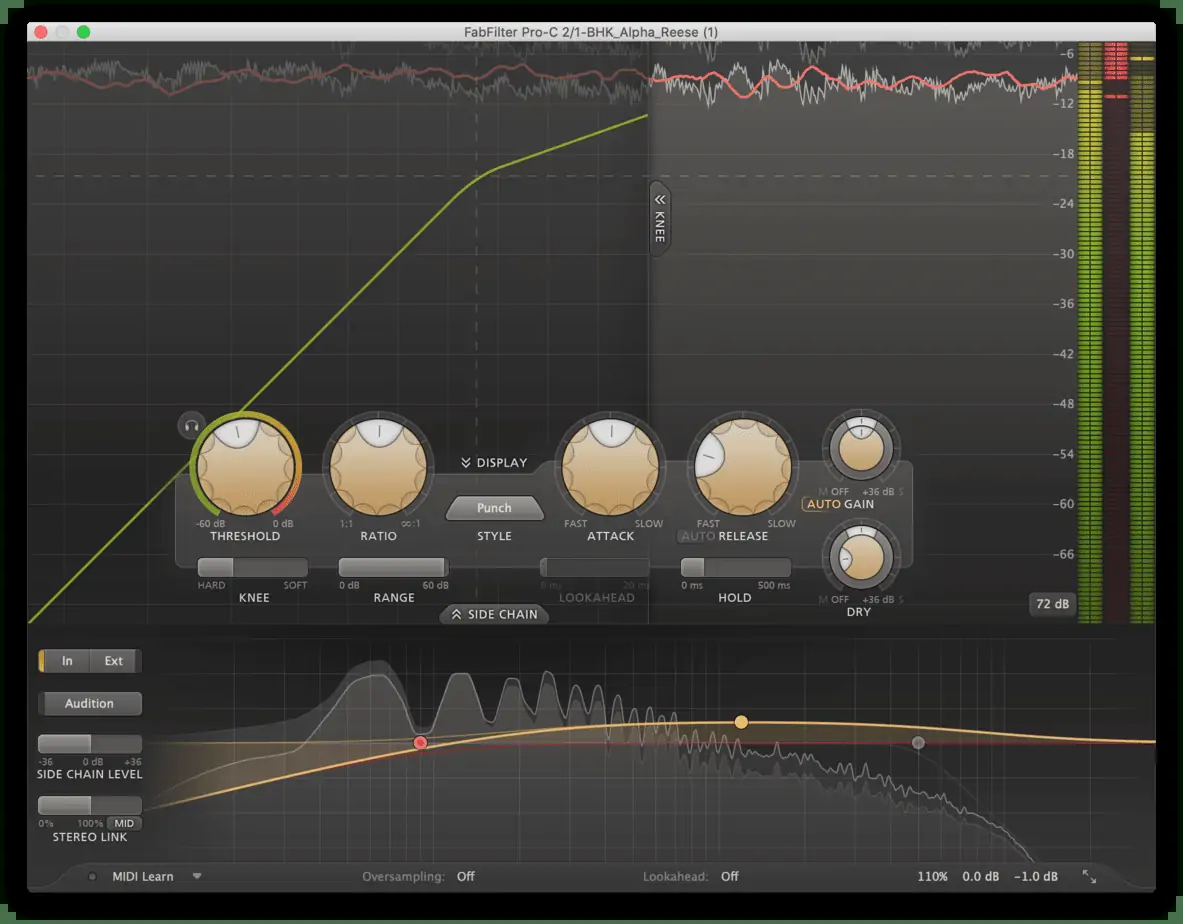 FabFilter Pro-C 2/1-BHK_Alpha_Reese (1)
-6
-12
-18
-24
-30
-36
-42
-48
-54
-60
-66
72 dB
KNEE
-60 dB 0 dB
THRESHOLD
1:1 ∞:1
RATIO
DISPLAY
Punch
STYLE
FAST SLOW
ATTACK
FAST SLOW
AUTO RELEASE
M OFF +36 dB S
AUTO GAIN
HARD SOFT
KNEE
0 dB 60 dB
RANGE
0 ms 20 ms
LOOKAHEAD
0 ms 500 ms
HOLD
M OFF +36 dB S
DRY
SIDE CHAIN
In Ext
Audition
-36 0 dB +36
SIDE CHAIN LEVEL
0% 100% MID
STEREO LINK
MIDI Learn Oversampling: Off Lookahead: Off 110% 0.0 dB -1.0 dB